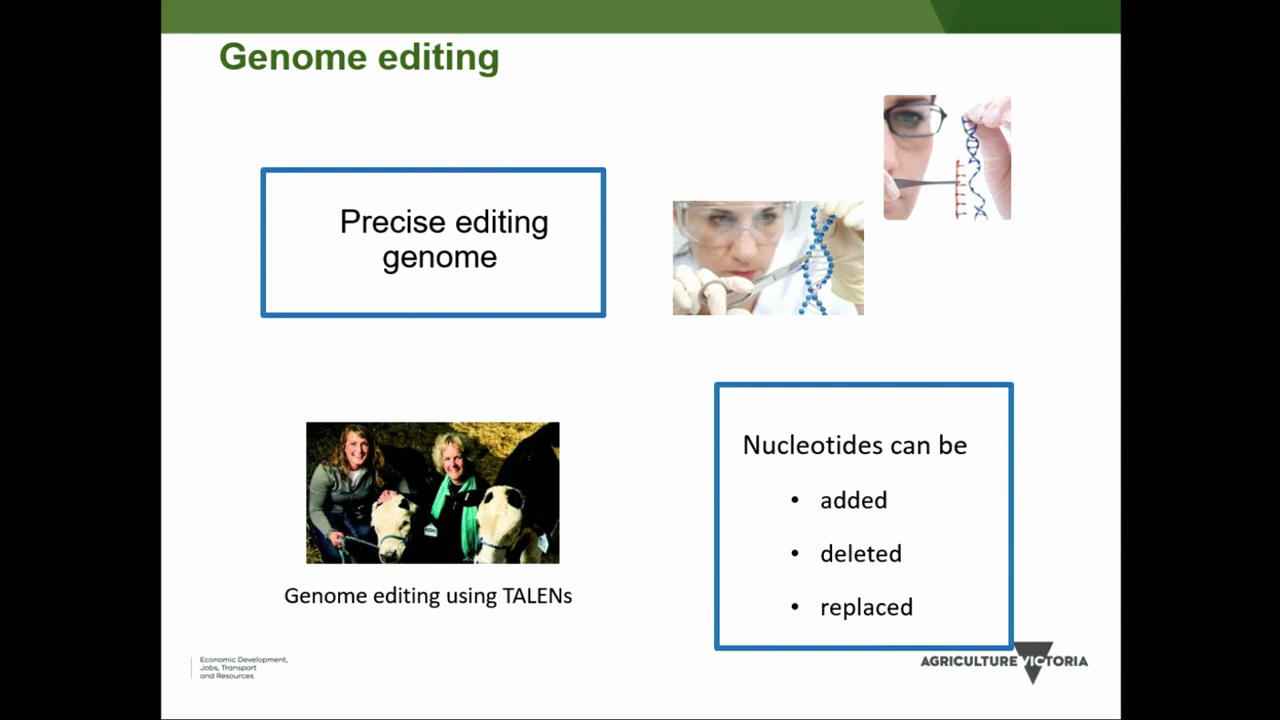 Genome editing
Precise editing
genome
Nucleotides can be
• added
• deleted
• replaced
Genome editing using TALENs
Economic Development,
Jobs, Transport
and Resources
AGRICULTURE VICTORIA